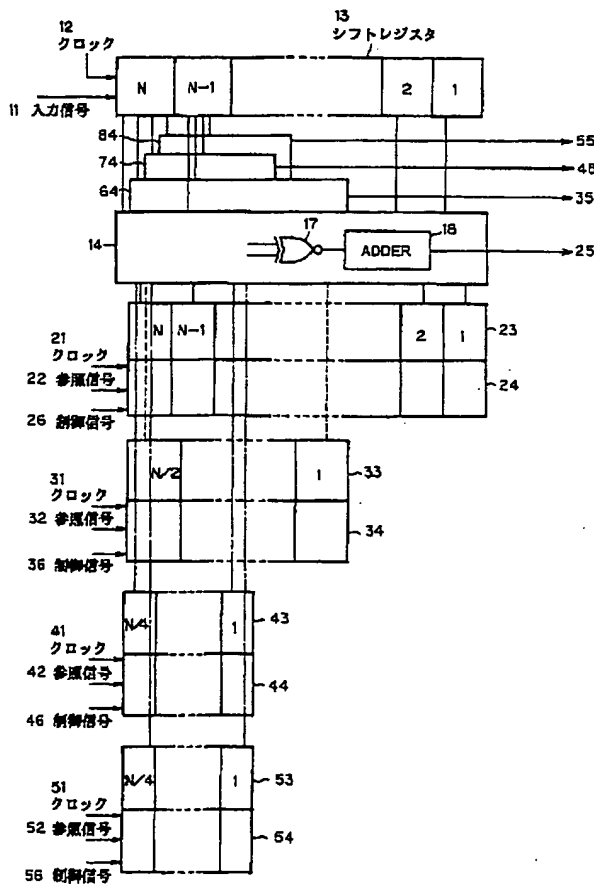 13
シフトレジスタ
12
クロック
N
N-1
2
1
11 入力信号
84
55
74
45
64
35
17
18
14
ADDER
25
21
クロック
N
N-1
2
1
23
22 参照信号
24
26 制御信号
31
クロック
N/2
1
33
32 参照信号
34
36 制御信号
41
クロック
N/4
1
43
42 参照信号
44
46 制御信号
51
クロック
N/4
1
53
52 参照信号
54
56 制御信号